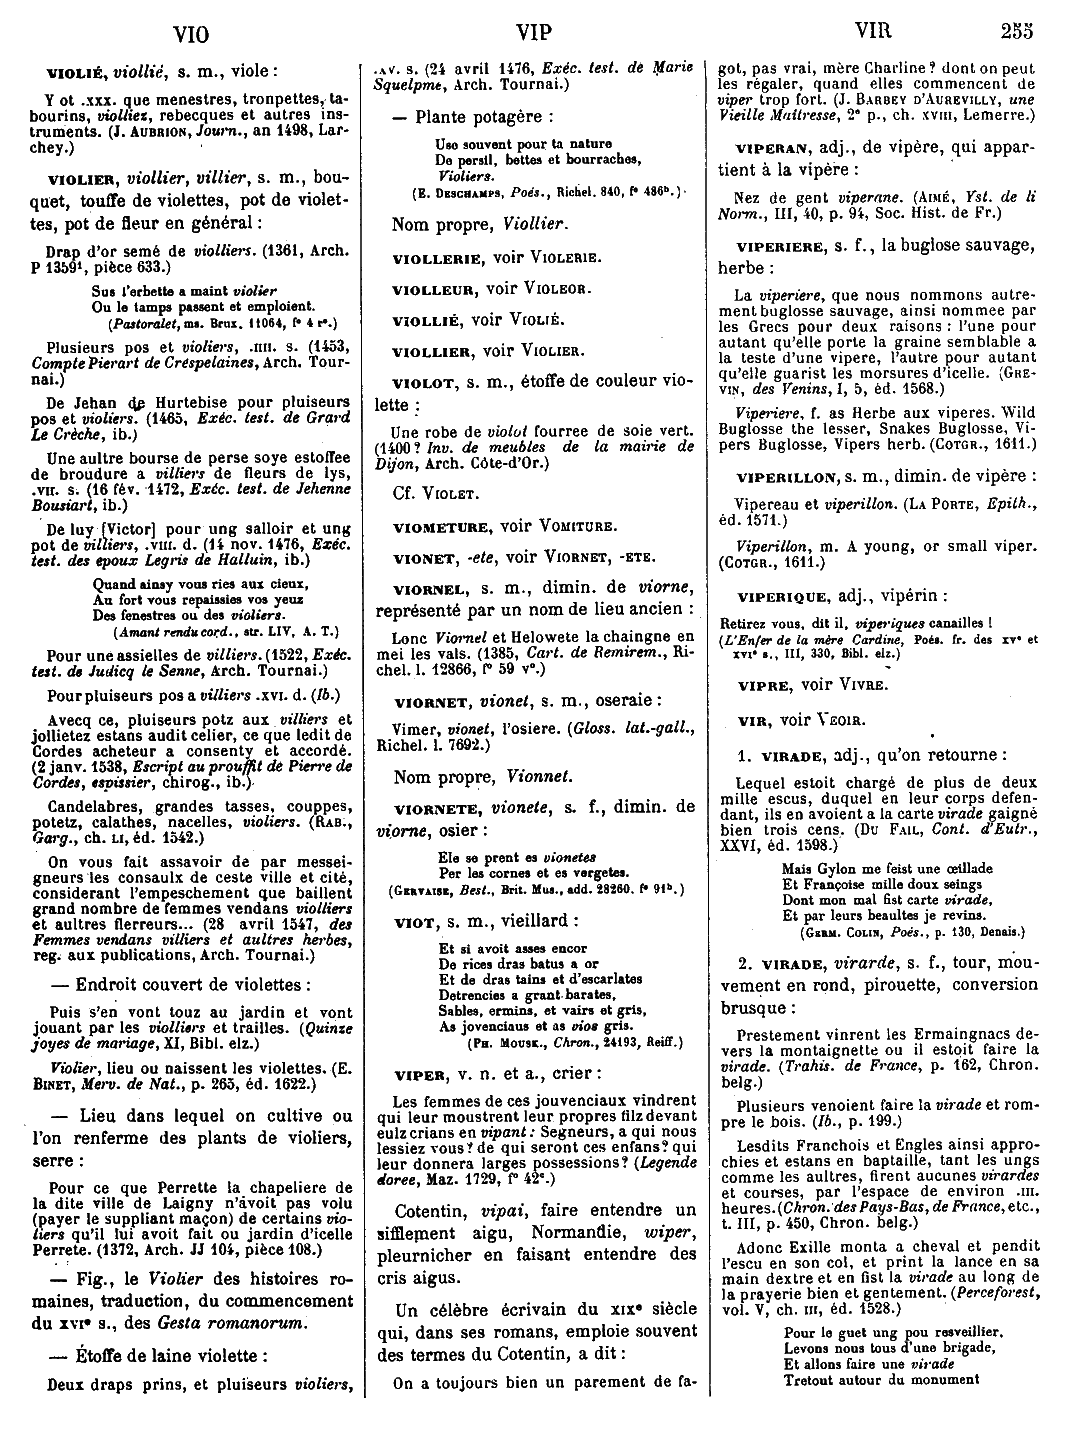 VIO
VIP
VIR
255
VIOLIÉ, viollié, s. m., viole :
Y ot .xxx. que menestres, tronpettes, ta-
bourins, violliez, rebecques et autres ins-
truments. (J. AUBRION, Journ., an 1498, Lar-
chey.)
VIOLIER, viollier, villier, s. m., bou-
quet, touffe de violettes, pot de violet-
tes, pot de fleur en général :
Drap d'or semé de violliers. (1361, Arch.
P 1359¹, pièce 633.)
Sus l'erbette a maint violier
Ou le tamps passent et emploient.
(Pastoralet, ms. Brux. 11064, f° 4 r°.)
Plusieurs pos et violiers, .IIII. s. (1453,
Compte Pierart de Crespelaines, Arch. Tour-
nai.)
De Jehan de Hurtebise pour pluiseurs
pos et violiers. (1465, Exéc. test. de Grard
Le Crèche, ib.)
Une aultre bourse de perse soye estoffee
de broudure a villiers de fleurs de lys,
.VII. s. (16 fév. 1472, Exéc. test. de Jehenne
Bousiart, ib.)
De luy [Victor] pour ung salloir et ung
pot de villiers, .VIII. d. (14 nov. 1476, Exéc.
test. des epoux Legris de Halluin, ib.)
Quand ainsy vous ries aux cieux,
Au fort vous repaissies vos yeux
Des fenestres ou des violiers.
(Amant rendu cord., str. LIV, A. T.)
Pour une assielles de villiers. (1522, Exéc.
test. de Judicq le Senne, Arch. Tournai.)
Pour pluiseurs pos a villiers .XVI. d. (Ib.)
Avecq ce, pluiseurs potz aux villiers et
jollietez estans audit celier, ce que ledit de
Cordes acheteur a consenty et accordé.
(2 janv. 1538, Escript au prouffit de Pierre de
Cordes, espissier, chirog., ib.)
Candelabres, grandes tasses, couppes,
potetz, calathes, nacelles, violiers. (RAB.,
Garg., ch. LI, éd. 1542.)
On vous fait assavoir de par messei-
gneurs les consaulx de ceste ville et cité,
considerant l'empeschement que baillent
grand nombre de femmes vendans violliers
et aultres flerreurs... (28 avril 1547, des
Femmes vendans villiers et aultres herbes,
reg. aux publications, Arch. Tournai.)
— Endroit couvert de violettes :
Puis s'en vont touz au jardin et vont
jouant par les violliers et trailles. (Quinze
joyes de mariage, XI, Bibl. elz.)
Violier, lieu ou naissent les violettes. (E.
BINET, Merv. de Nat., p. 265, éd. 1622.)
— Lieu dans lequel on cultive ou
l'on renferme des plants de violiers,
serre :
Pour ce que Perrette la chapeliere de
la dite ville de Laigny n'avoit pas volu
(payer le suppliant maçon) de certains vio-
liers qu'il lui avoit fait ou jardin d'icelle
Perrete. (1372, Arch. JJ 104, pièce 108.)
— Fig., le Violier des histoires ro-
maines, traduction, du commencement
du XVI° s., des Gesta romanorum.
— Étoffe de laine violette :
Deux draps prins, et pluiseurs violiers,
.XV. s. (24 avril 1476, Exéc. test. de Marie
Squelpme, Arch. Tournai.)
— Plante potagère :
Uso souvent pour ta nature
De persil, bettes et bourraches,
Violiers.
(E. DESCHAMPS, Poés., Richel. 840, f° 486ᵇ.)
Nom propre, Viollier.
VIOLLERIE, voir VIOLERIE.
VIOLLEUR, voir VIOLEOR.
VIOLLIÉ, voir VIOLIÉ.
VIOLLIER, voir VIOLIER.
VIOLOT, s. m., étoffe de couleur vio-
lette :
Une robe de violot fourree de soie vert.
(1400 ? Inv. de meubles de la mairie de
Dijon, Arch. Côte-d'Or.)
Cf. VIOLET.
VIOMETURE, voir VOMITURE.
VIONET, -ete, voir VIORNET, -ETE.
VIORNEL, s. m., dimin. de viorne,
représenté par un nom de lieu ancien :
Lonc Viornel et Helowete la chaingne en
mei les vals. (1385, Cart. de Remirem., Ri-
chel. l. 12866, f° 59 v°.)
VIORNET, vionet, s. m., oseraie :
Vimer, vionet, l'osiere. (Gloss. lat.-gall.,
Richel. l. 7692.)
Nom propre, Vionnet.
VIORNETE, vionete, s. f., dimin. de
viorne, osier :
Ele se prent es vionetes
Per les cornes et es vergetes.
(GERVAISE, Best., Brit. Mus., add. 28260, f° 91ᵇ.)
VIOT, s. m., vieillard :
Et si avoit asses encor
De rices dras batus a or
Et de dras tains et d'escarlates
Detrencies a grant barates,
Sables, ermins, et vairs et gris,
As jovenciaus et as vios gris.
(PH. MOUSK., Chron., 24193, Reiff.)
VIPER, v. n. et a., crier :
Les femmes de ces jouvenciaux vindrent
qui leur moustrent leur propres filz devant
eulz crians en vipant : Segneurs, a qui nous
lessiez vous ? de qui seront ces enfans ? qui
leur donnera larges possessions ? (Legende
doree, Maz. 1729, f° 42ᶜ.)
Cotentin, vipai, faire entendre un
sifflement aigu, Normandie, wiper,
pleurnicher en faisant entendre des
cris aigus.
Un célèbre écrivain du XIX° siècle
qui, dans ses romans, emploie souvent
des termes du Cotentin, a dit :
On a toujours bien un parement de fa-
got, pas vrai, mère Charline ? dont on peut
les régaler, quand elles commencent de
viper trop fort. (J. BARBEY D'AUREVILLY, une
Vieille Maitresse, 2° p., ch. XVIII, Lemerre.)
VIPERAN, adj., de vipère, qui appar-
tient à la vipère :
Nez de gent viperane. (AIMÉ, Yst. de li
Norm., III, 40, p. 94, Soc. Hist. de Fr.)
VIPERIERE, s. f., la buglose sauvage,
herbe :
La viperiere, que nous nommons autre-
ment buglosse sauvage, ainsi nommee par
les Grecs pour deux raisons : l'une pour
autant qu'elle porte la graine semblable a
la teste d'une vipere, l'autre pour autant
qu'elle guarist les morsures d'icelle. (GRE-
VIN, des Venins, I, 5, éd. 1568.)
Viperiere, f. as Herbe aux viperes. Wild
Buglosse the lesser, Snakes Buglosse, Vi-
pers Buglosse, Vipers herb. (COTGR., 1611.)
VIPERILLON, s. m., dimin. de vipère :
Vipereau et viperillon. (LA PORTE, Epith.,
éd. 1571.)
Viperillon, m. A young, or small viper.
(COTGR., 1611.)
VIPERIQUE, adj., vipérin :
Retirez vous, dit il, viperiques canailles !
(L'Enfer de la mère Cardine, Poés. fr. des XV° et
XVI° s., III, 330, Bibl. elz.)
VIPRE, voir VIVRE.
VIR, voir VEOIR.
1. VIRADE, adj., qu'on retourne :
Lequel estoit chargé de plus de deux
mille escus, duquel en leur corps defen-
dant, ils en avoient a la carte virade gaigné
bien trois cens. (DU FAIL, Cont. d'Eutr.,
XXVI, éd. 1598.)
Mais Gylon me feist une œillade
Et Françoise mille doux seings
Dont mon mal fist carte virade,
Et par leurs beaultes je revins.
(GERM. COLIN, Poés., p. 130, Denais.)
2. VIRADE, virarde, s. f., tour, mou-
vement en rond, pirouette, conversion
brusque :
Prestement vinrent les Ermaingnacs de-
vers la montaignette ou il estoit faire la
virade. (Trahis. de France, p. 162, Chron.
belg.)
Plusieurs venoient faire la virade et rom-
pre le bois. (Ib., p. 199.)
Lesdits Franchois et Engles ainsi appro-
chies et estans en baptaille, tant les ungs
comme les aultres, firent aucunes virardes
et courses, par l'espace de environ .III.
heures. (Chron. des Pays-Bas, de France, etc.,
t. III, p. 450, Chron. belg.)
Adonc Exille monta a cheval et pendit
l'escu en son col, et print la lance en sa
main dextre et en fist la virade au long de
la prayerie bien et gentement. (Perceforest,
vol. V, ch. III, éd. 1528.)
Pour le guet ung pou resveillier,
Levons nous tous d'une brigade,
Et allons faire une virade
Tretout autour du monument